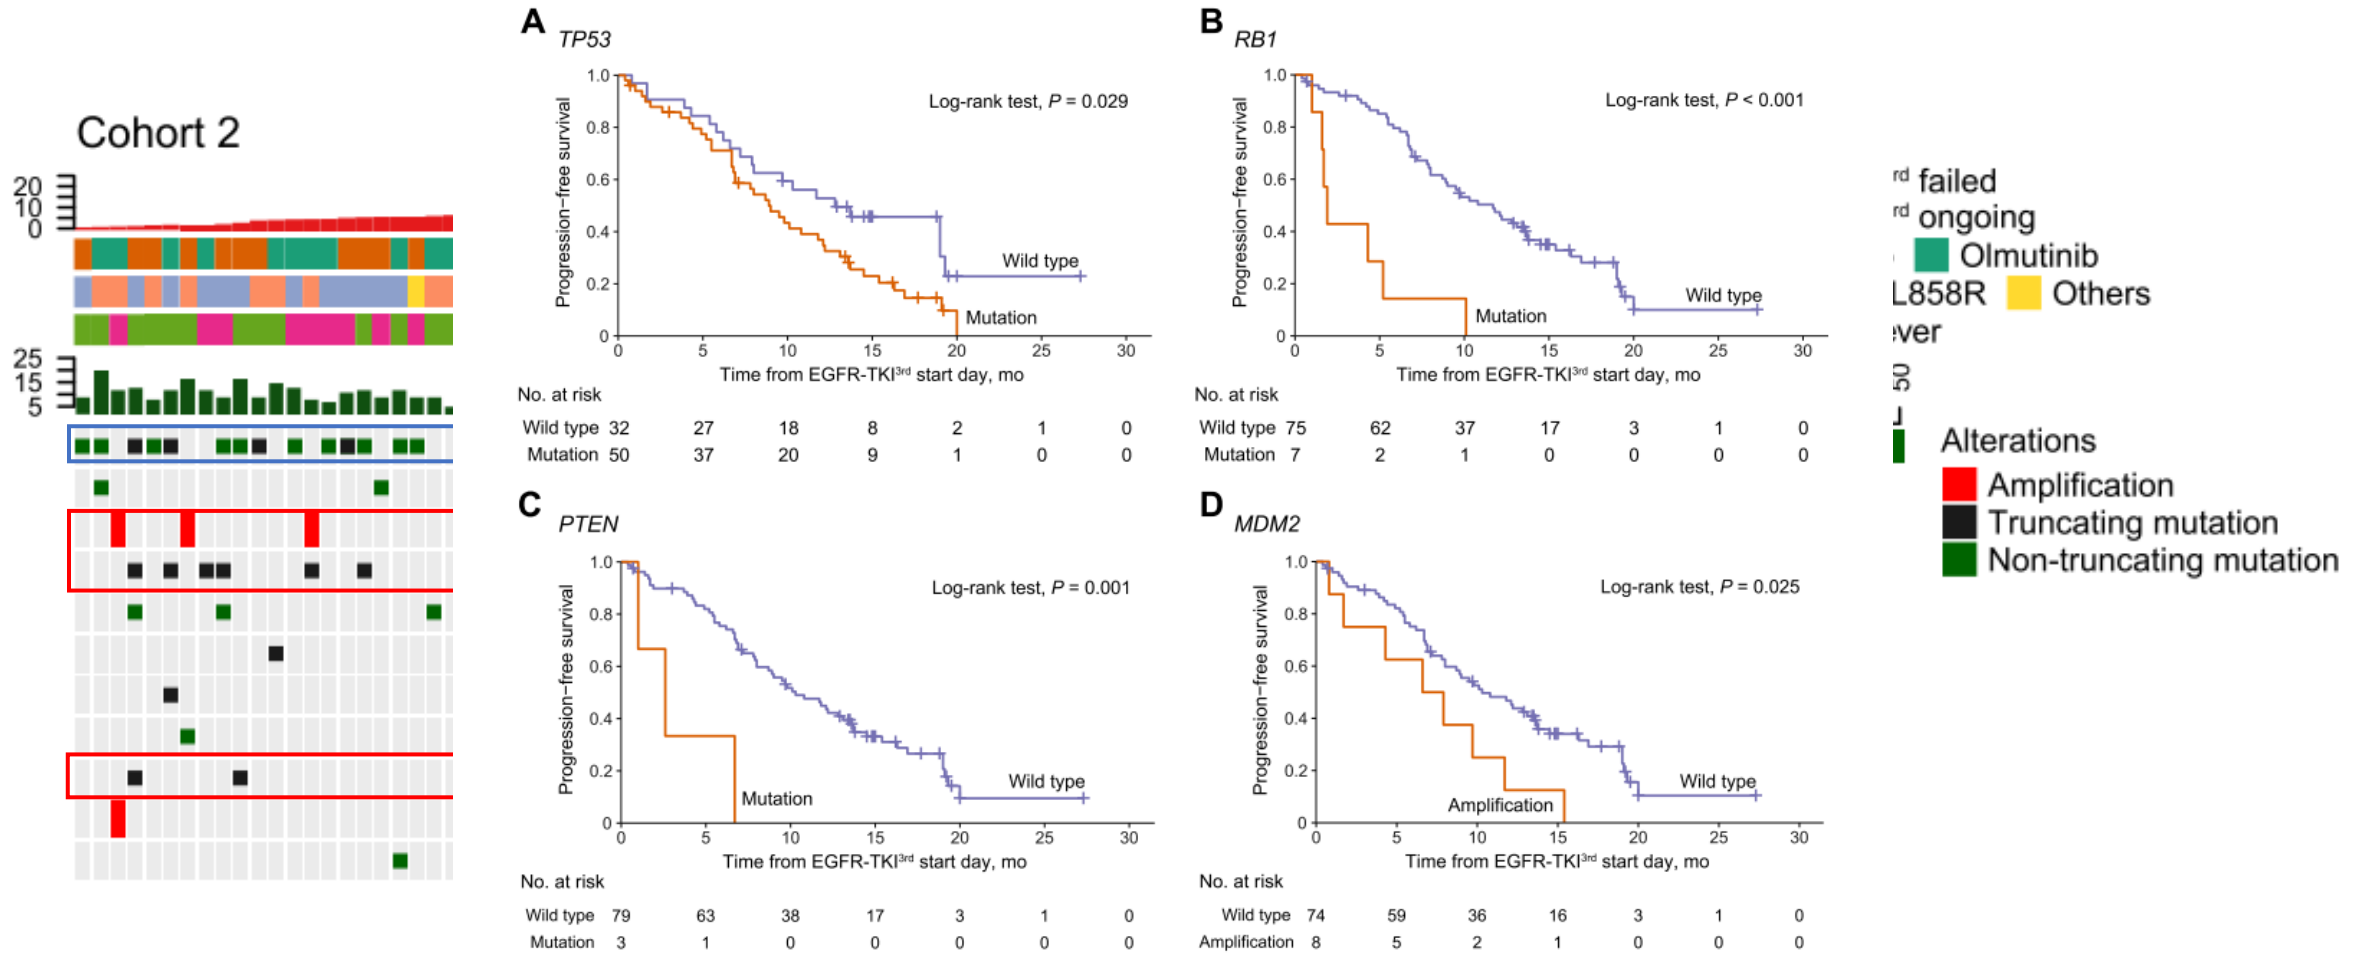 Cohort 2
20
10
0
25
15
5
A
TP53
1.0
0.8
0.6
0.4
0.2
0
Progression−free survival
Log-rank test, P = 0.029
Wild type
Mutation
0 5 10 15 20 25 30
Time from EGFR-TKI3rd start day, mo
No. at risk
Wild type 32 27 18 8 2 1 0
Mutation 50 37 20 9 1 0 0
B
RB1
1.0
0.8
0.6
0.4
0.2
0
Progression−free survival
Log-rank test, P < 0.001
Wild type
Mutation
0 5 10 15 20 25 30
Time from EGFR-TKI3rd start day, mo
No. at risk
Wild type 75 62 37 17 3 1 0
Mutation 7 2 1 0 0 0 0
C
PTEN
1.0
0.8
0.6
0.4
0.2
0
Progression−free survival
Log-rank test, P = 0.001
Wild type
Mutation
0 5 10 15 20 25 30
Time from EGFR-TKI3rd start day, mo
No. at risk
Wild type 79 63 38 17 3 1 0
Mutation 3 1 0 0 0 0 0
D
MDM2
1.0
0.8
0.6
0.4
0.2
0
Progression−free survival
Log-rank test, P = 0.025
Wild type
Amplification
0 5 10 15 20 25 30
Time from EGFR-TKI3rd start day, mo
No. at risk
Wild type 74 59 36 16 3 1 0
Amplification 8 5 2 1 0 0 0
rd failed
rd ongoing
Olmutinib
L858R Others
ever
50
Alterations
Amplification
Truncating mutation
Non-truncating mutation